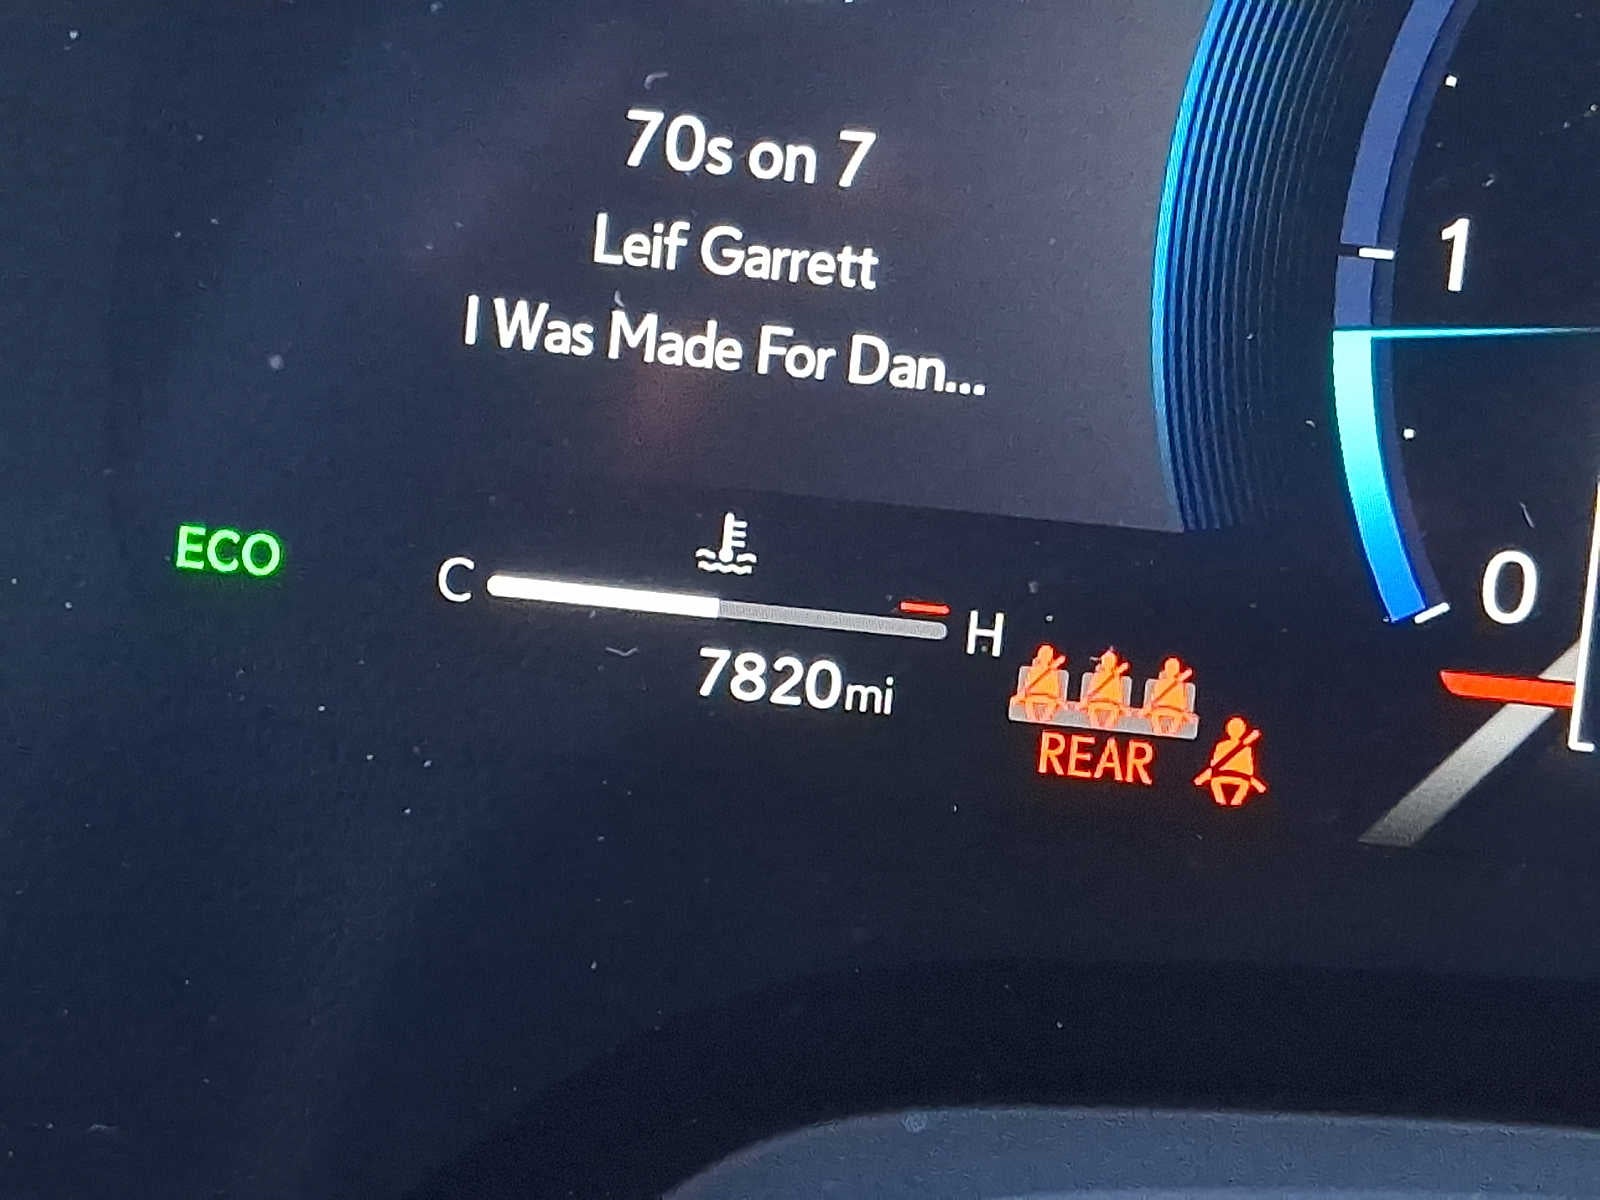 70s on 7
Leif Garrett
I Was Made For Dan...
1
ECO
C
H
0
7820mi
REAR